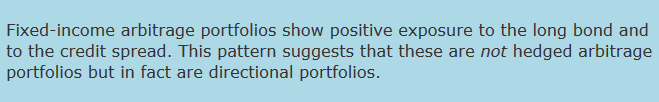 Fixed-income arbitrage portfolios show positive exposure to the long bond and
to the credit spread. This pattern suggests that these are not hedged arbitrage
portfolios but in fact are directional portfolios.